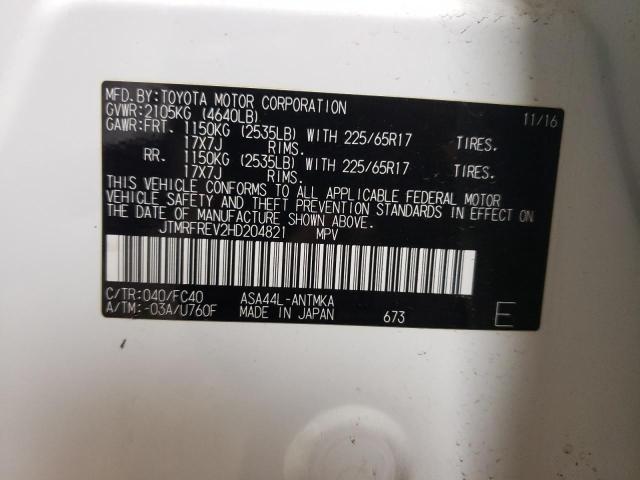 MFD.BY:TOYOTA MOTOR CORPORATION 11/16
GVWR:2105KG (4640LB)
GAWR:FRT. 1150KG (2535LB) WITH 225/65R17 TIRES.
17X7J RIMS.
RR. 1150KG (2535LB) WITH 225/65R17 TIRES.
17X7J RIMS.
THIS VEHICLE CONFORMS TO ALL APPLICABLE FEDERAL MOTOR
VEHICLE SAFETY AND THEFT PREVENTION STANDARDS IN EFFECT ON
THE DATE OF MANUFACTURE SHOWN ABOVE.
JTMRFREV2HD204821 MPV
C/TR:040/FC40 ASA44L-ANTMKA
A/TM:-03A/U760F MADE IN JAPAN 673 E